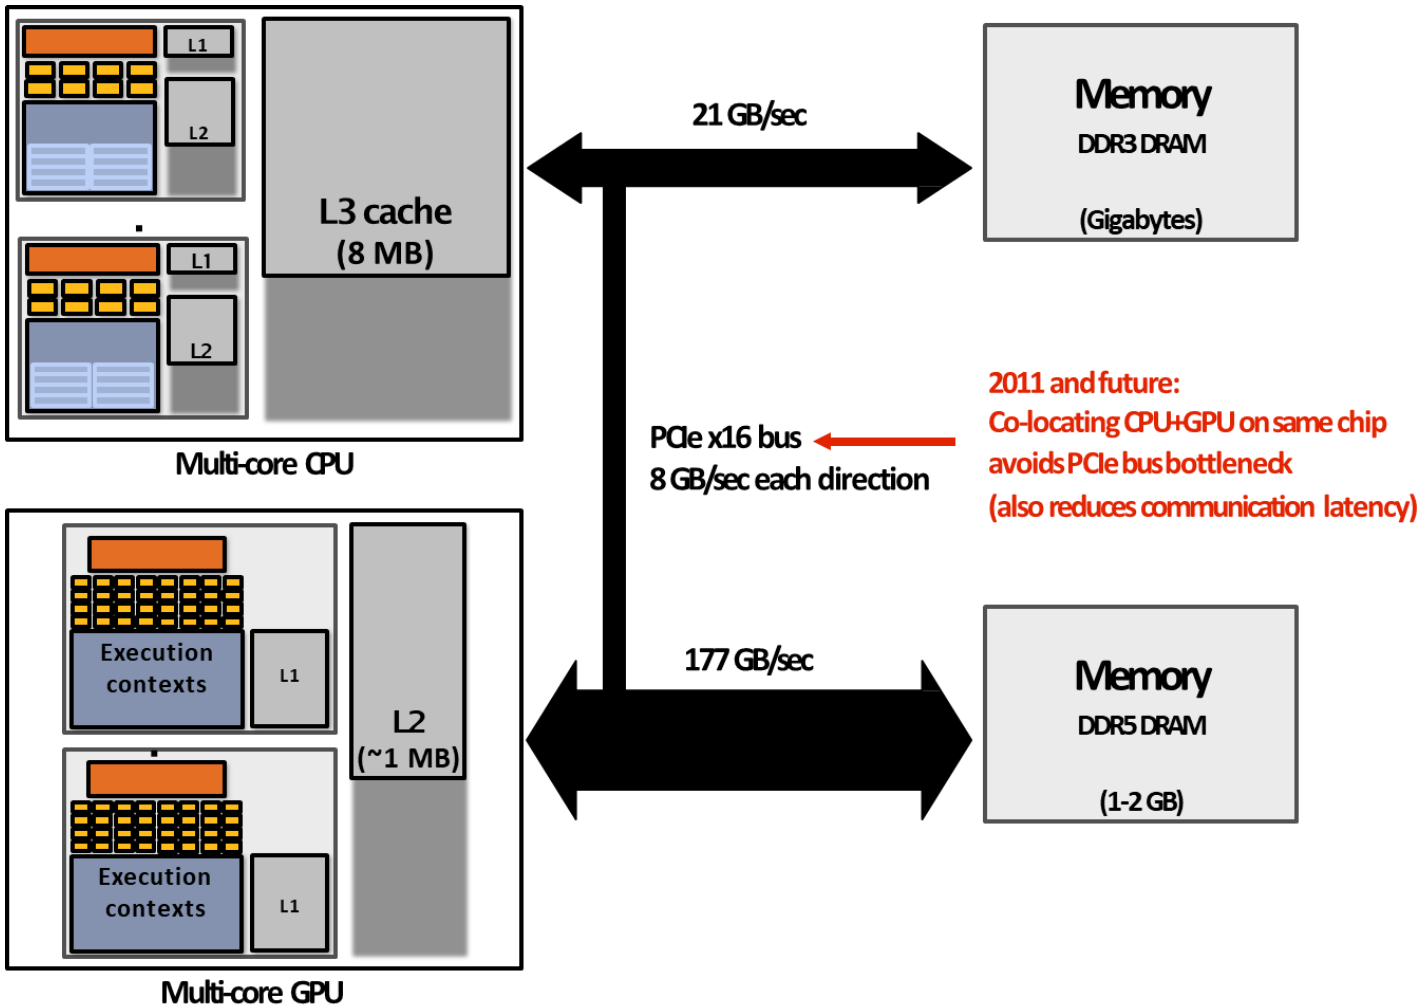 L1
L2
L3 cache
(8 MB)
L1
L2
Multi-core CPU
21 GB/sec
Memory
DDR3 DRAM
(Gigabytes)
PCIe x16 bus
8 GB/sec each direction
2011 and future:
Co-locating CPU+GPU on same chip
avoids PCIe bus bottleneck
(also reduces communication latency)
Execution
contexts
L1
L2
(~1 MB)
Execution
contexts
L1
Multi-core GPU
177 GB/sec
Memory
DDR5 DRAM
(1-2 GB)